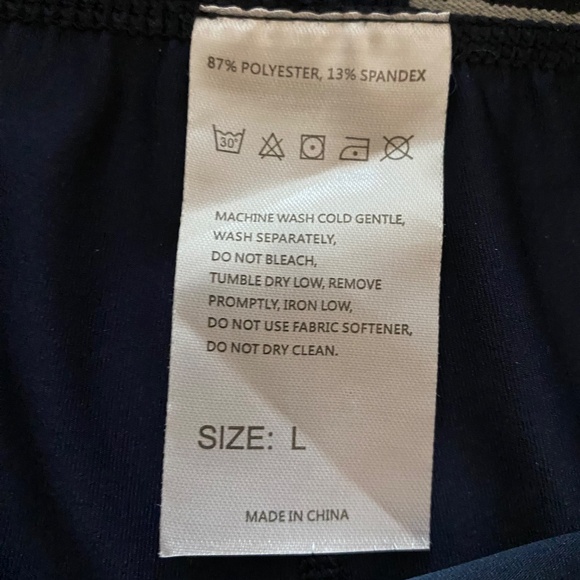 87% POLYESTER, 13% SPANDEX
30°
MACHINE WASH COLD GENTLE,
WASH SEPARATELY,
DO NOT BLEACH,
TUMBLE DRY LOW, REMOVE
PROMPTLY, IRON LOW,
DO NOT USE FABRIC SOFTENER,
DO NOT DRY CLEAN.
SIZE: L
MADE IN CHINA